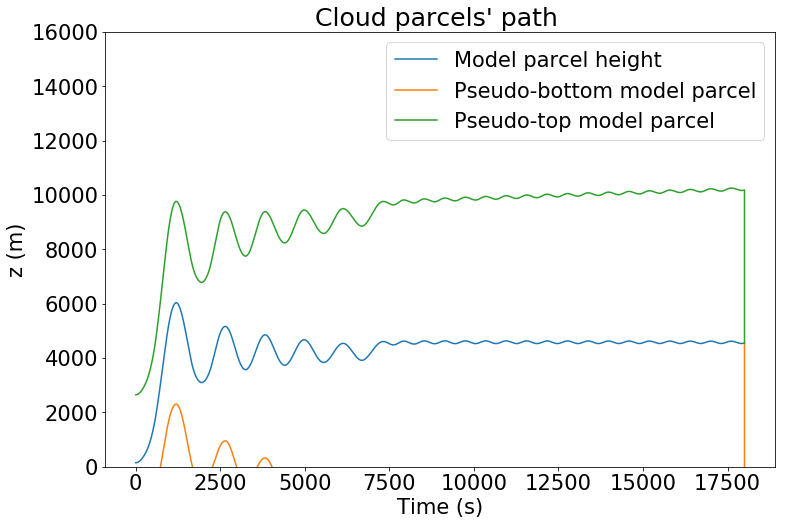 Cloud parcels' path
Model parcel height
Pseudo-bottom model parcel
Pseudo-top model parcel
z (m)
16000
14000
12000
10000
8000
6000
4000
2000
0
0 2500 5000 7500 10000 12500 15000 17500
Time (s)